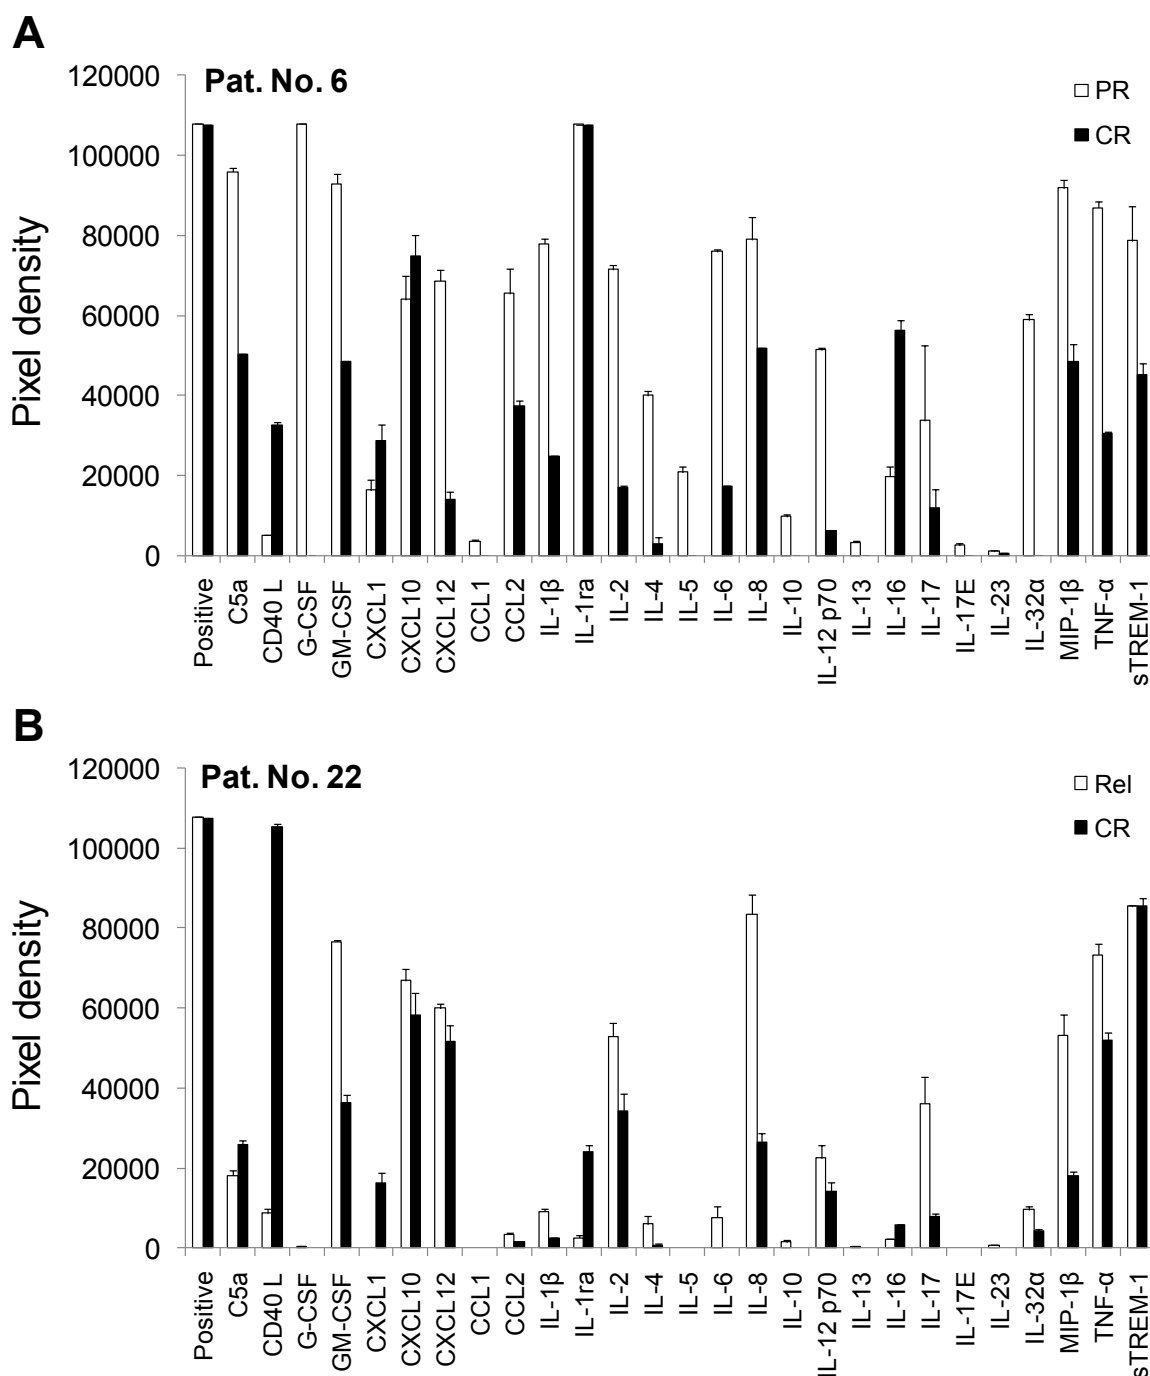 A
Pat. No. 6
PR
CR
Pixel density
120000
100000
80000
60000
40000
20000
0
Positive
C5a
CD40 L
G-CSF
GM-CSF
CXCL1
CXCL10
CXCL12
CCL1
CCL2
IL-1β
IL-1ra
IL-2
IL-4
IL-5
IL-6
IL-8
IL-10
IL-12 p70
IL-13
IL-16
IL-17
IL-17E
IL-23
IL-32α
MIP-1β
TNF-α
sTREM-1
B
Pat. No. 22
Rel
CR
Pixel density
120000
100000
80000
60000
40000
20000
0
Positive
C5a
CD40 L
G-CSF
GM-CSF
CXCL1
CXCL10
CXCL12
CCL1
CCL2
IL-1β
IL-1ra
IL-2
IL-4
IL-5
IL-6
IL-8
IL-10
IL-12 p70
IL-13
IL-16
IL-17
IL-17E
IL-23
IL-32α
MIP-1β
TNF-α
sTREM-1